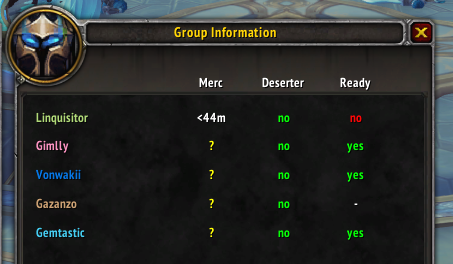 Group Information
Merc Deserter Ready
Linquisitor <44m no no
Gimlly ? no yes
Vonwakii ? no yes
Gazanzo ? no -
Gemtastic ? no yes